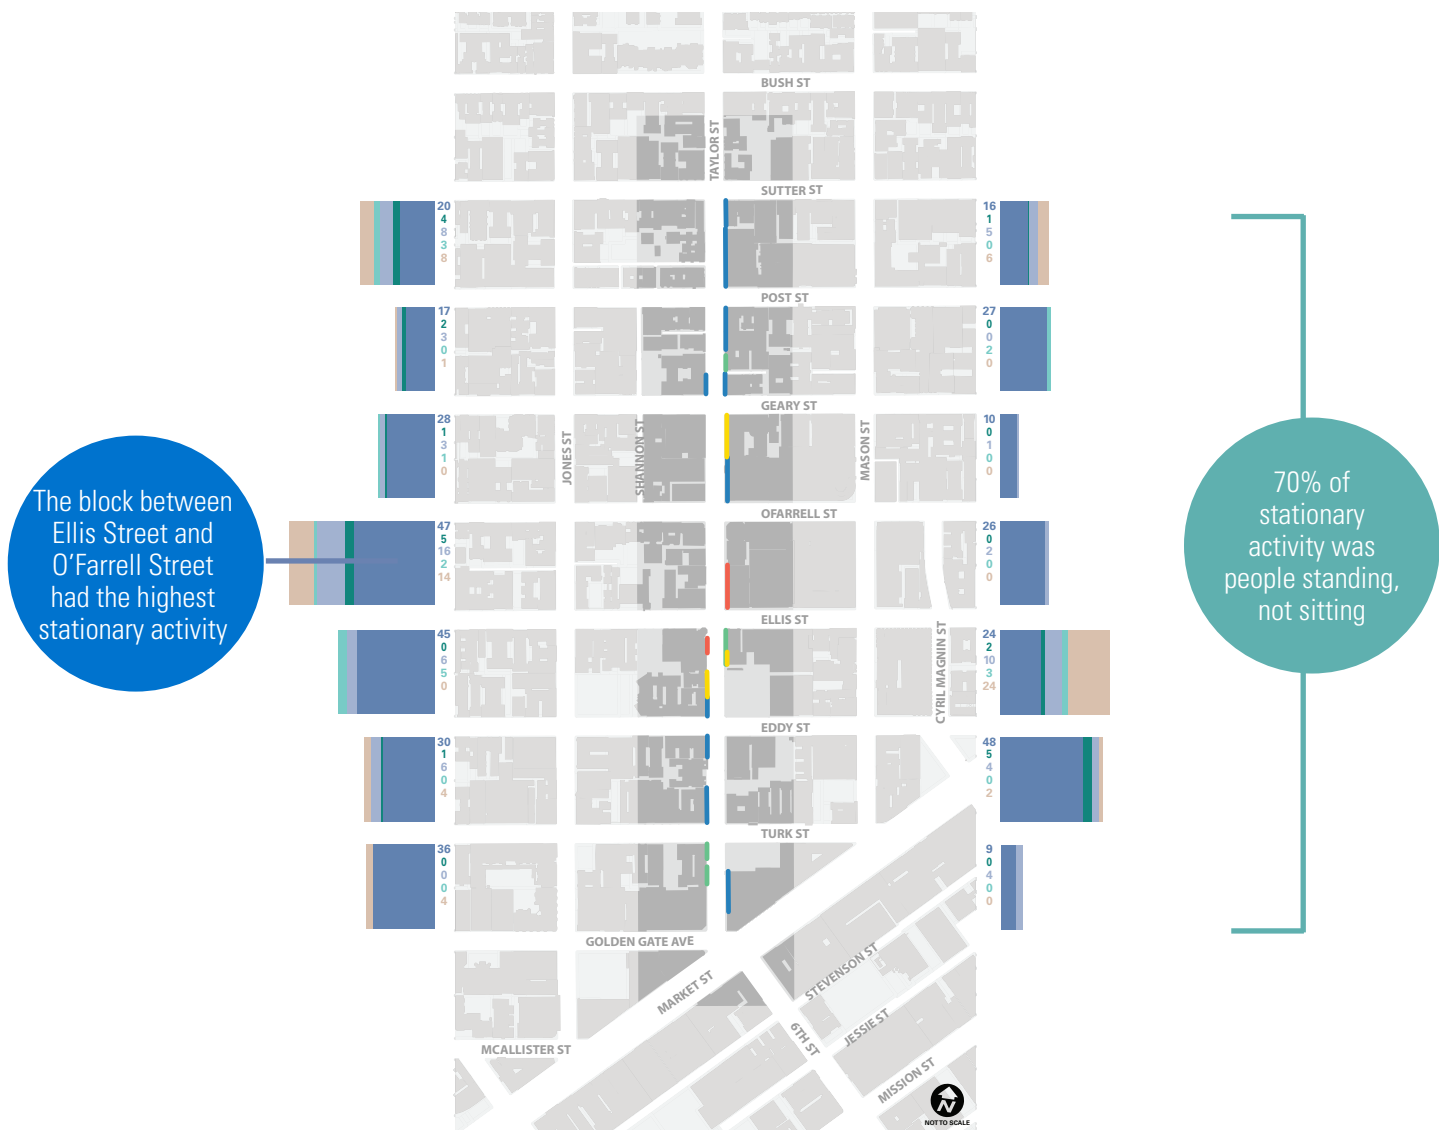 BUSH ST
TAYLOR ST
SUTTER ST
20
4
8
3
8
16
1
5
0
6
POST ST
17
2
3
0
1
27
0
0
2
0
GEARY ST
28
1
3
1
0
JONES ST
SHANNON ST
MASON ST
10
0
1
0
0
OFARRELL ST
47
5
16
2
14
26
0
2
0
0
The block between
Ellis Street and
O'Farrell Street
had the highest
stationary activity
70% of
stationary
activity was
people standing,
not sitting
ELLIS ST
45
0
6
5
0
CYRIL MAGNIN ST
24
2
10
3
24
EDDY ST
30
1
6
0
4
48
5
4
0
2
TURK ST
36
0
0
0
4
9
0
4
0
0
GOLDEN GATE AVE
MARKET ST
STEVENSON ST
6TH ST
JESSIE ST
MCALLISTER ST
MISSION ST
N
NOT TO SCALE